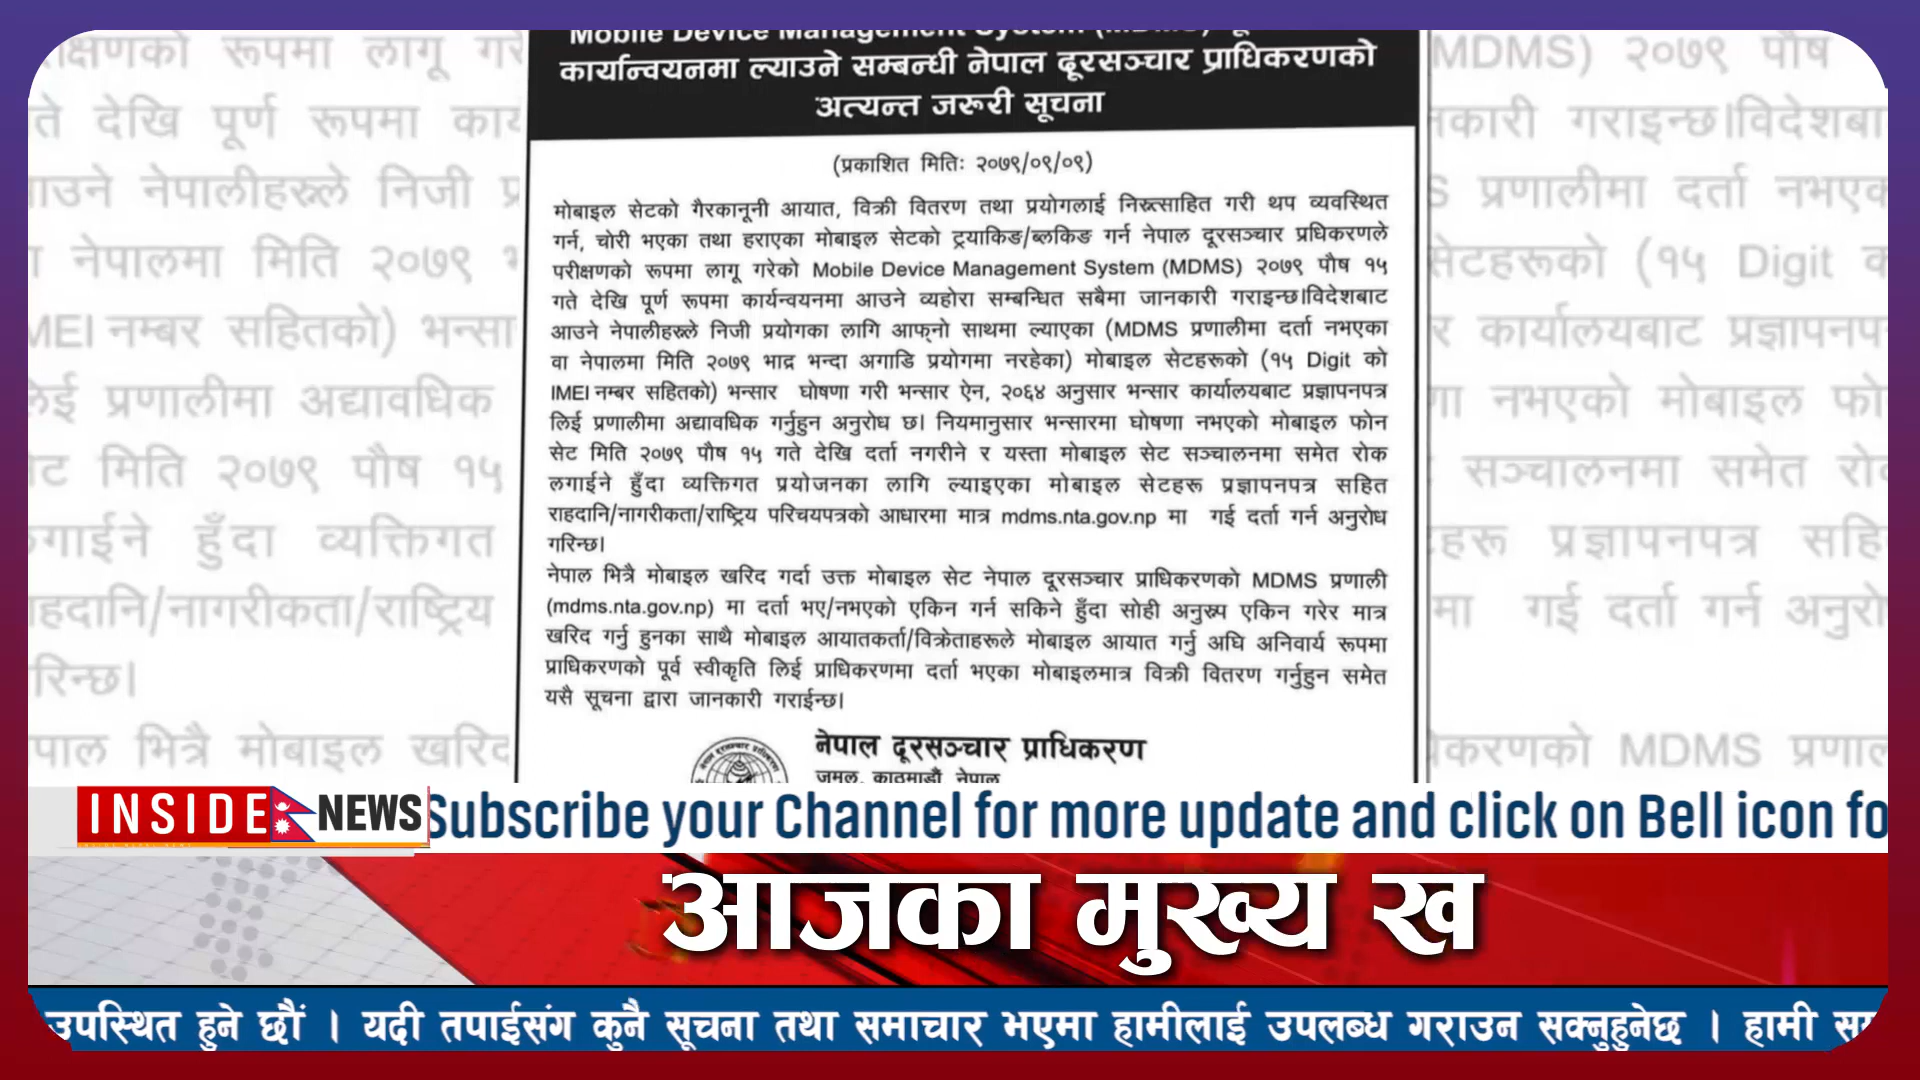 Mobile Device Management System (MDMS)
कार्यान्वयनमा ल्याउने सम्बन्धी नेपाल दूरसञ्चार प्राधिकरणको
अत्यन्त जरूरी सूचना
(प्रकाशित मितिः २०७९/०९/०९)
मोबाइल सेटको गैरकानूनी आयात, विक्री वितरण तथा प्रयोगलाई निरुत्साहित गरी थप व्यवस्थित
गर्न, चोरी भएका तथा हराएका मोबाइल सेटको ट्रयाकिङ/ब्लकिङ गर्न नेपाल दूरसञ्चार प्रधिकरणले
परीक्षणको रूपमा लागू गरेको Mobile Device Management System (MDMS) २०७९ पौष १५
गते देखि पूर्ण रूपमा कार्यन्वयनमा आउने व्यहोरा सम्बन्धित सबैमा जानकारी गराइन्छ।विदेशबाट
आउने नेपालीहरुले निजी प्रयोगका लागि आफ्नो साथमा ल्याएका (MDMS प्रणालीमा दर्ता नभएका
वा नेपालमा मिति २०७९ भाद्र भन्दा अगाडि प्रयोगमा नरहेका) मोबाइल सेटहरूको (१५ Digit को
IMEI नम्बर सहितको) भन्सार घोषणा गरी भन्सार ऐन, २०६४ अनुसार भन्सार कार्यालयबाट प्रज्ञापनपत्र
लिई प्रणालीमा अद्यावधिक गर्नुहुन अनुरोध छ। नियमानुसार भन्सारमा घोषणा नभएको मोबाइल फोन
सेट मिति २०७९ पौष १५ गते देखि दर्ता नगरीने र यस्ता मोबाइल सेट सञ्चालनमा समेत रोक
लगाईने हुँदा व्यक्तिगत प्रयोजनका लागि ल्याइएका मोबाइल सेटहरू प्रज्ञापनपत्र सहित
राहदानि/नागरीकता/राष्ट्रिय परिचयपत्रको आधारमा मात्र mdms.nta.gov.np मा गई दर्ता गर्न अनुरोध
गरिन्छ।
नेपाल भित्रै मोबाइल खरिद गर्दा उक्त मोबाइल सेट नेपाल दूरसञ्चार प्राधिकरणको MDMS प्रणाली
(mdms.nta.gov.np) मा दर्ता भए/नभएको एकिन गर्न सकिने हुँदा सोही अनुरूप एकिन गरेर मात्र
खरिद गर्नु हुनका साथै मोबाइल आयातकर्ता/विक्रेताहरूले मोबाइल आयात गर्नु अघि अनिवार्य रूपमा
प्राधिकरणको पूर्व स्वीकृति लिई प्राधिकरणमा दर्ता भएका मोबाइलमात्र विक्री वितरण गर्नुहुन समेत
यसै सूचना द्वारा जानकारी गराईन्छ।
नेपाल दूरसञ्चार प्राधिकरण
जमल, काठमाडौं, नेपाल
INSIDE NEWS Subscribe your Channel for more update and click on Bell icon fo
आजका मुख्य ख
उपस्थित हुने छौं । यदी तपाईसंग कुनै सूचना तथा समाचार भएमा हामीलाई उपलब्ध गराउन सक्नुहुनेछ । हामी